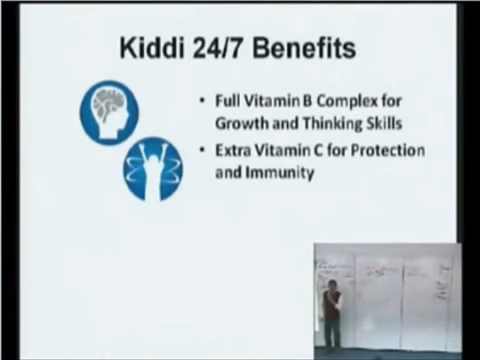 Kiddi 24/7 Benefits
• Full Vitamin B Complex for
Growth and Thinking Skills
• Extra Vitamin C for Protection
and Immunity